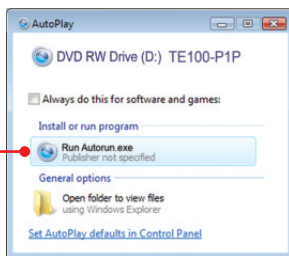 AutoPlay
DVD RW Drive (D:) TE100-P1P
Always do this for software and games:
Install or run program
Run Autorun.exe
Publisher not specified
General options
Open folder to view files
using Windows Explorer
Set AutoPlay defaults in Control Panel